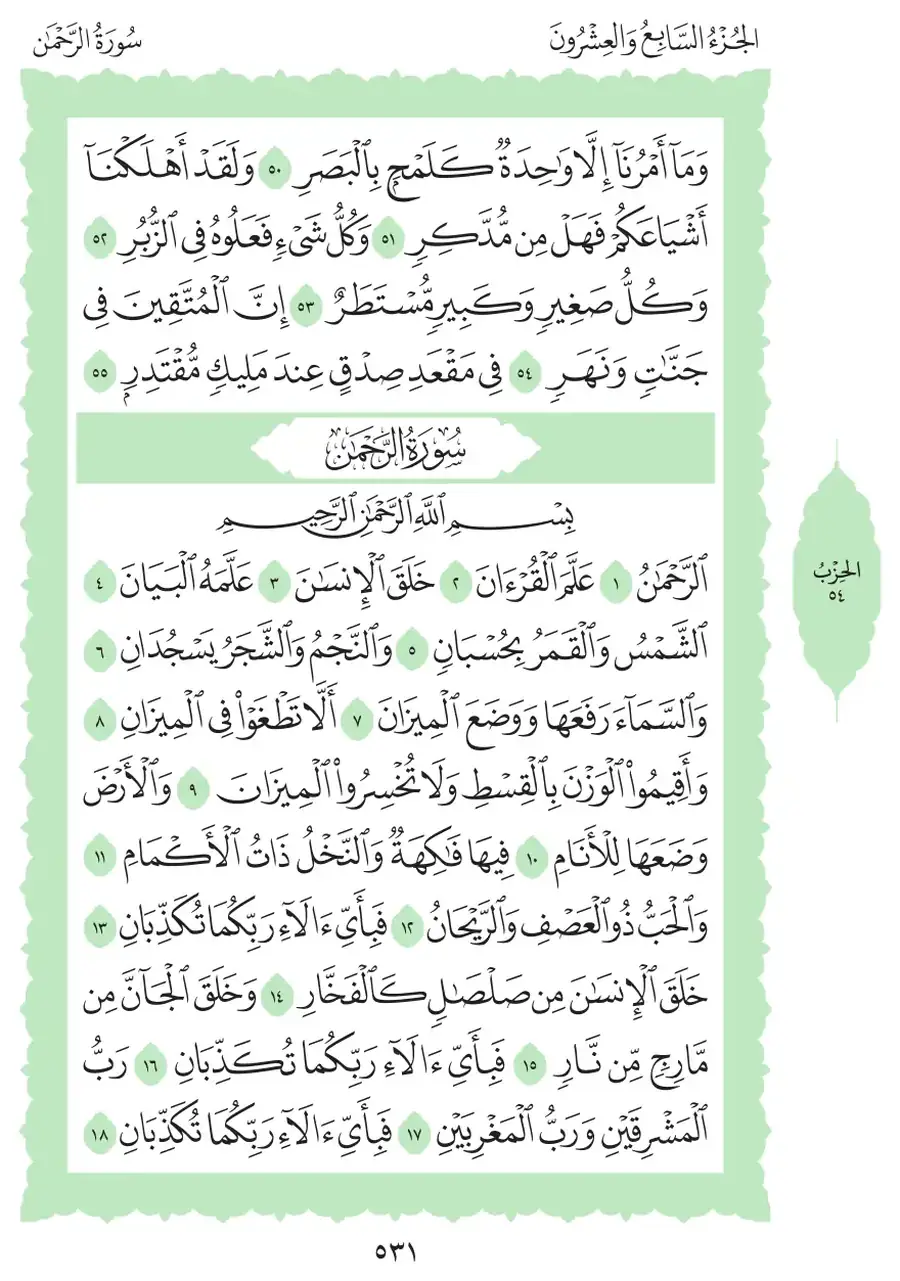 الجُزْءُ السَّابِعُ وَالعِشْرُونَ
سُورَةُ الرَّحْمَٰن
وَمَآ أَمْرُنَآ إِلَّا وَٰحِدَةٌ كَلَمْحٍۭ بِٱلْبَصَرِ ٥٠ وَلَقَدْ أَهْلَكْنَآ
أَشْيَاعَكُمْ فَهَلْ مِن مُّدَّكِرٍ ٥١ وَكُلُّ شَىْءٍ فَعَلُوهُ فِى ٱلزُّبُرِ ٥٢
وَكُلُّ صَغِيرٍ وَكَبِيرٍ مُّسْتَطَرٌ ٥٣ إِنَّ ٱلْمُتَّقِينَ فِى
جَنَّٰتٍ وَنَهَرٍ ٥٤ فِى مَقْعَدِ صِدْقٍ عِندَ مَلِيكٍ مُّقْتَدِرٍۭ ٥٥
سُورَةُ الرَّحْمَٰن
بِسْمِ ٱللَّهِ ٱلرَّحْمَٰنِ ٱلرَّحِيمِ
ٱلرَّحْمَٰنُ ١ عَلَّمَ ٱلْقُرْءَانَ ٢ خَلَقَ ٱلْإِنسَٰنَ ٣ عَلَّمَهُ ٱلْبَيَانَ ٤
ٱلشَّمْسُ وَٱلْقَمَرُ بِحُسْبَانٍ ٥ وَٱلنَّجْمُ وَٱلشَّجَرُ يَسْجُدَانِ ٦
وَٱلسَّمَآءَ رَفَعَهَا وَوَضَعَ ٱلْمِيزَانَ ٧ أَلَّا تَطْغَوْا۟ فِى ٱلْمِيزَانِ ٨
وَأَقِيمُوا۟ ٱلْوَزْنَ بِٱلْقِسْطِ وَلَا تُخْسِرُوا۟ ٱلْمِيزَانَ ٩ وَٱلْأَرْضَ
وَضَعَهَا لِلْأَنَامِ ١٠ فِيهَا فَٰكِهَةٌ وَٱلنَّخْلُ ذَاتُ ٱلْأَكْمَامِ ١١
وَٱلْحَبُّ ذُو ٱلْعَصْفِ وَٱلرَّيْحَانُ ١٢ فَبِأَىِّ ءَالَآءِ رَبِّكُمَا تُكَذِّبَانِ ١٣
خَلَقَ ٱلْإِنسَٰنَ مِن صَلْصَٰلٍ كَٱلْفَخَّارِ ١٤ وَخَلَقَ ٱلْجَآنَّ مِن
مَّارِجٍ مِّن نَّارٍ ١٥ فَبِأَىِّ ءَالَآءِ رَبِّكُمَا تُكَذِّبَانِ ١٦ رَبُّ
ٱلْمَشْرِقَيْنِ وَرَبُّ ٱلْمَغْرِبَيْنِ ١٧ فَبِأَىِّ ءَالَآءِ رَبِّكُمَا تُكَذِّبَانِ ١٨
الحِزْبُ
٥٤
٥٣١